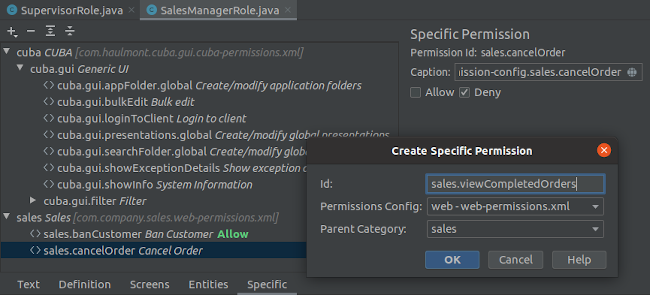 SupervisorRole.java
SalesManagerRole.java
cuba CUBA [com.haulmont.cuba.gui.cuba-permissions.xml]
cuba.gui Generic UI
cuba.gui.appFolder.global Create/modify application folders
cuba.gui.bulkEdit Bulk edit
cuba.gui.loginToClient Login to client
cuba.gui.presentations.global Create/modify global presentations
cuba.gui.searchFolder.global Create/modify
cuba.gui.showExceptionDetails Show exception
cuba.gui.showInfo System Information
cuba.gui.filter Filter
sales Sales [com.company.sales.web-permissions.xml]
sales.banCustomer Ban Customer Allow
sales.cancelOrder Cancel Order
Text
Definition
Screens
Entities
Specific
Specific Permission
Permission Id: sales.cancelOrder
Caption: ission-config.sales.cancelOrder
Allow
Deny
Create Specific Permission
Id: sales.viewCompletedOrders
Permissions Config: web - web-permissions.xml
Parent Category: sales
OK
Cancel
Help